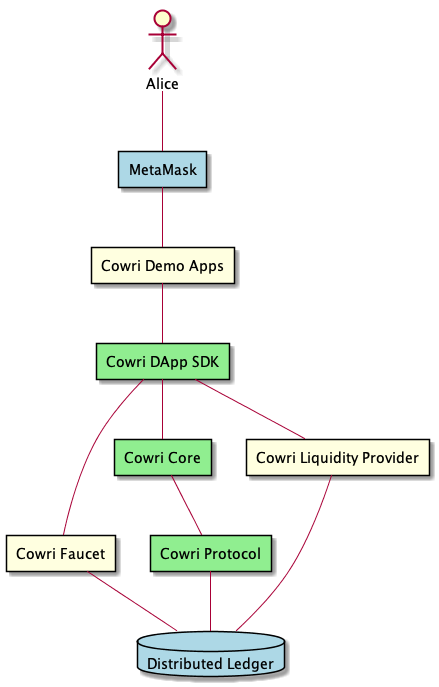 Alice
MetaMask
Cowri Demo Apps
Cowri DApp SDK
Cowri Core
Cowri Liquidity Provider
Cowri Faucet
Cowri Protocol
Distributed Ledger